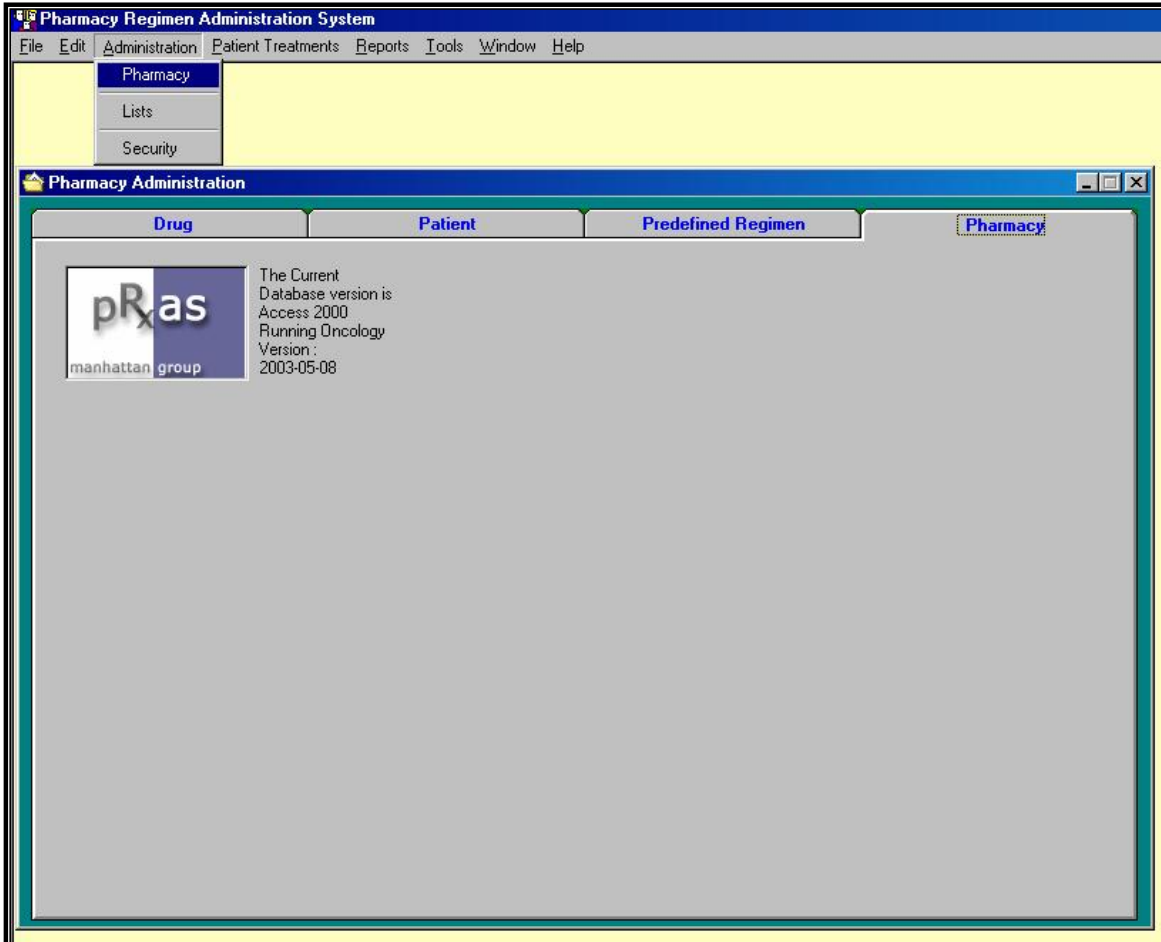 Pharmacy Regimen Administration System
File Edit Administration Patient Treatments Reports Tools Window Help
Pharmacy
Lists
Security
Pharmacy Administration
Drug Patient Predefined Regimen Pharmacy
pRxas
manhattan group
The Current
Database version is
Access 2000
Running Oncology
Version :
2003-05-08